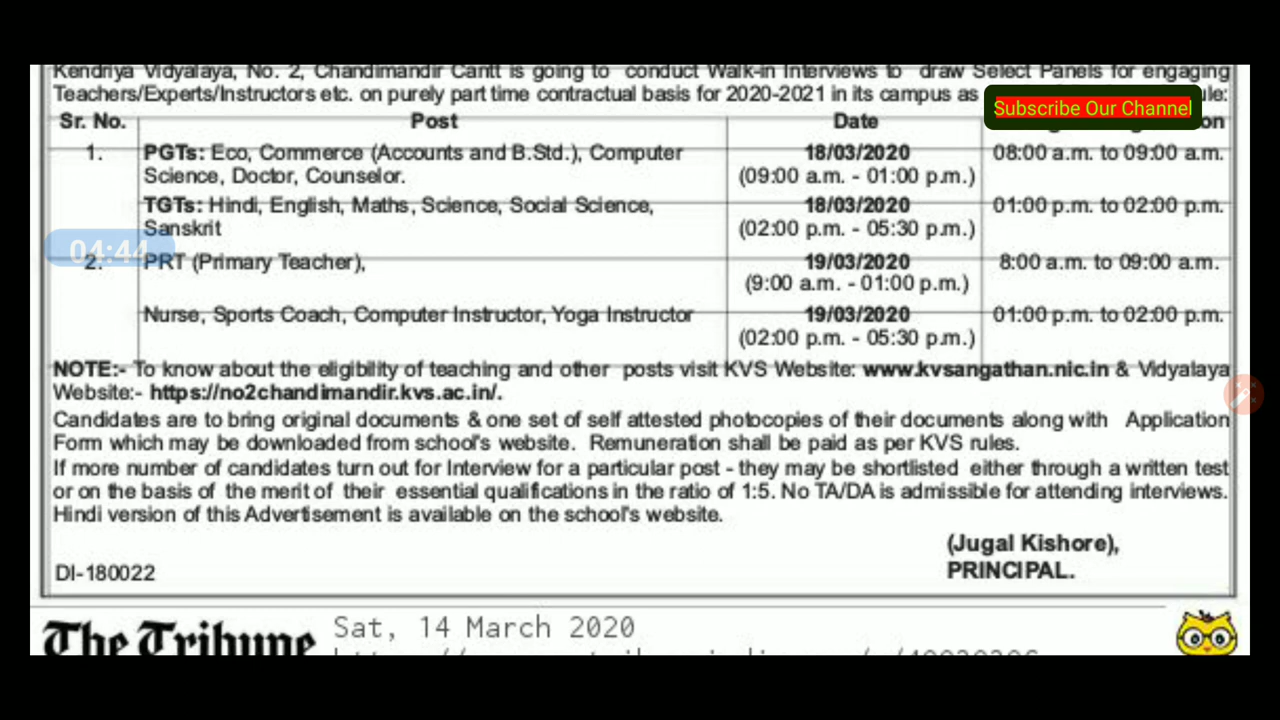 Kendriya Vidyalaya, No. 2, Chandimandir Cantt is going to conduct Walk-in Interviews to draw Select Panels for engaging
Teachers/Experts/Instructors etc. on purely part time contractual basis for 2020-2021 in its campus as
Subscribe Our Channel
Sr. No. Post Date
1. PGTs: Eco, Commerce (Accounts and B.Std.), Computer 18/03/2020 08:00 a.m. to 09:00 a.m.
Science, Doctor, Counselor. (09:00 a.m. - 01:00 p.m.)
TGTs: Hindi, English, Maths, Science, Social Science, 18/03/2020 01:00 p.m. to 02:00 p.m.
Sanskrit (02:00 p.m. - 05:30 p.m.)
04:44
2. PRT (Primary Teacher), 19/03/2020 8:00 a.m. to 09:00 a.m.
(9:00 a.m. - 01:00 p.m.)
Nurse, Sports Coach, Computer Instructor, Yoga Instructor 19/03/2020 01:00 p.m. to 02:00 p.m.
(02:00 p.m. - 05:30 p.m.)
NOTE:- To know about the eligibility of teaching and other posts visit KVS Website: www.kvsangathan.nic.in & Vidyalaya
Website:- https://no2chandimandir.kvs.ac.in/.
Candidates are to bring original documents & one set of self attested photocopies of their documents along with Application
Form which may be downloaded from school's website. Remuneration shall be paid as per KVS rules.
If more number of candidates turn out for Interview for a particular post - they may be shortlisted either through a written test
or on the basis of the merit of their essential qualifications in the ratio of 1:5. No TA/DA is admissible for attending interviews.
Hindi version of this Advertisement is available on the school's website.
(Jugal Kishore),
DI-180022 PRINCIPAL.
The Tribune Sat, 14 March 2020